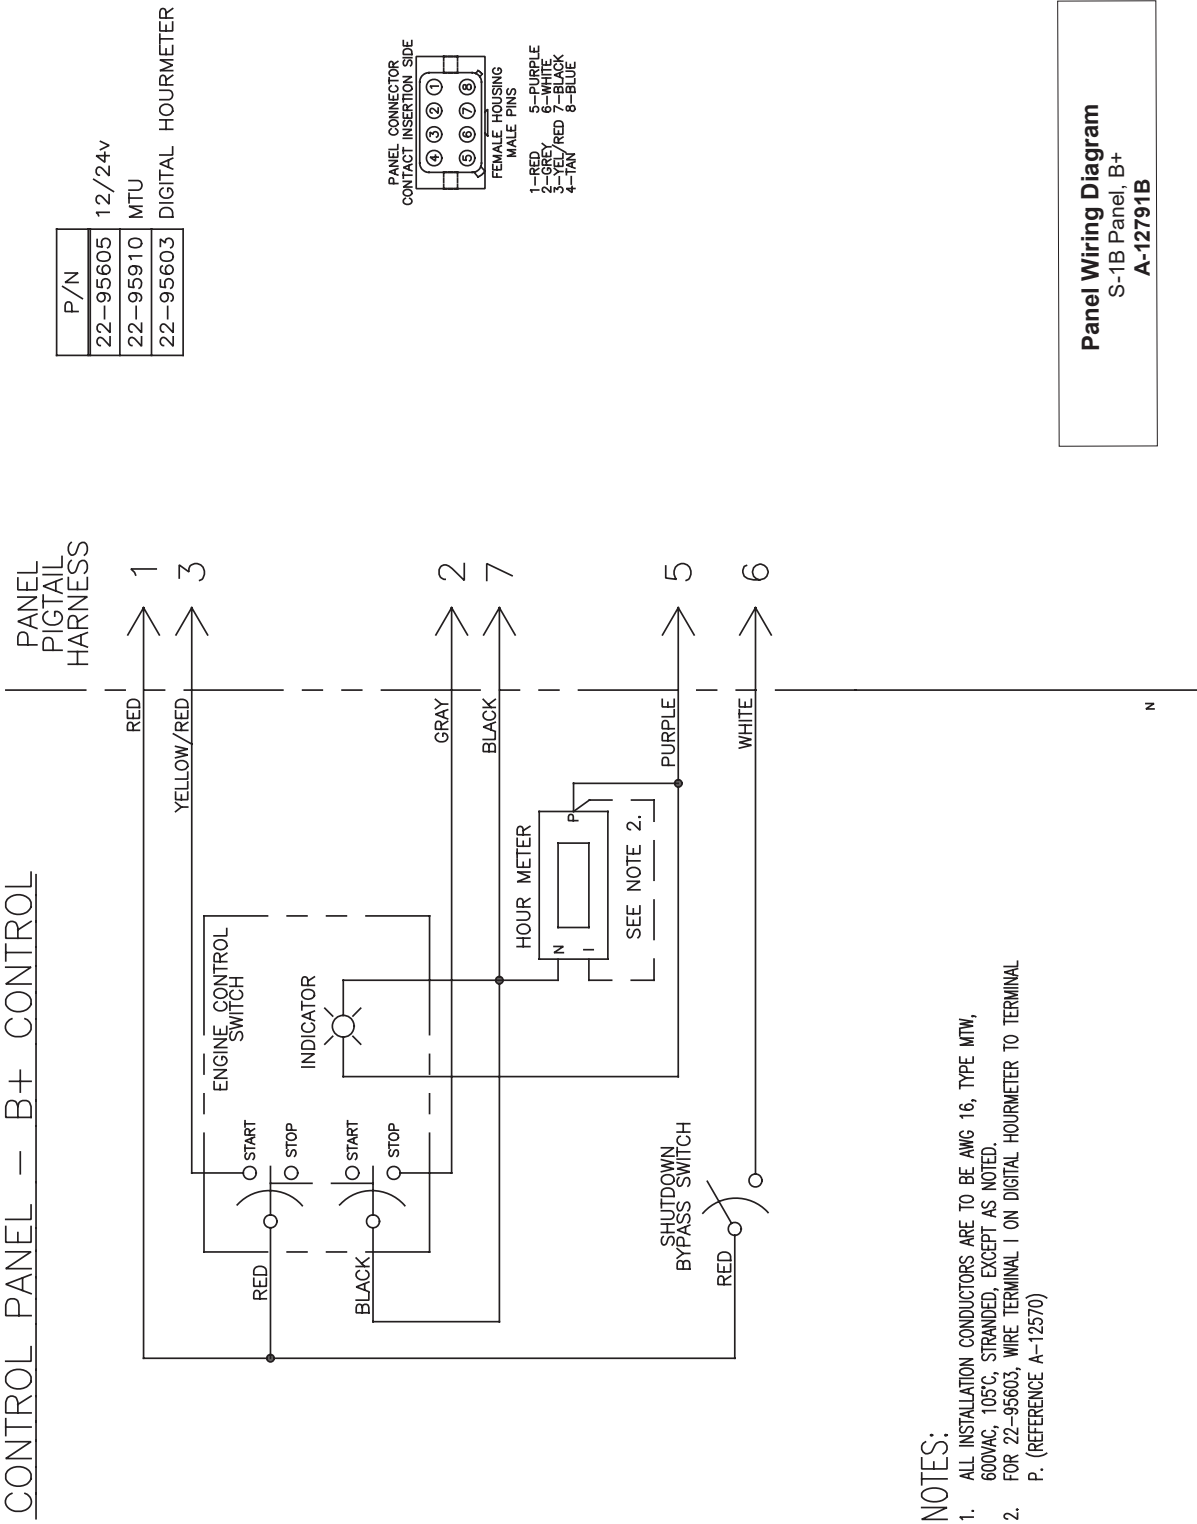 CONTROL PANEL – B+ CONTROL
PANEL
PIGTAIL
HARNESS
P/N
22–95605 12/24v
22–95910 MTU
22–95603 DIGITAL HOURMETER
RED
1
YELLOW/RED
3
ENGINE CONTROL
SWITCH
START
STOP
RED
INDICATOR
START
STOP
BLACK
GRAY
2
BLACK
7
HOUR METER
N
I
P
SEE NOTE 2.
PURPLE
5
SHUTDOWN
BYPASS SWITCH
RED
WHITE
6
PANEL CONNECTOR
CONTACT INSERTION SIDE
4 3 2 1
5 6 7 8
FEMALE HOUSING
MALE PINS
1–RED 5–PURPLE
2–GREY 6–WHITE
3–YEL/RED 7–BLACK
4–TAN 8–BLUE
NOTES:
1. ALL INSTALLATION CONDUCTORS ARE TO BE AWG 16, TYPE MTW,
600VAC, 105°C, STRANDED, EXCEPT AS NOTED.
2. FOR 22–95603, WIRE TERMINAL I ON DIGITAL HOURMETER TO TERMINAL
P. (REFERENCE A–12570)
N
Panel Wiring Diagram
S-1B Panel, B+
A-12791B